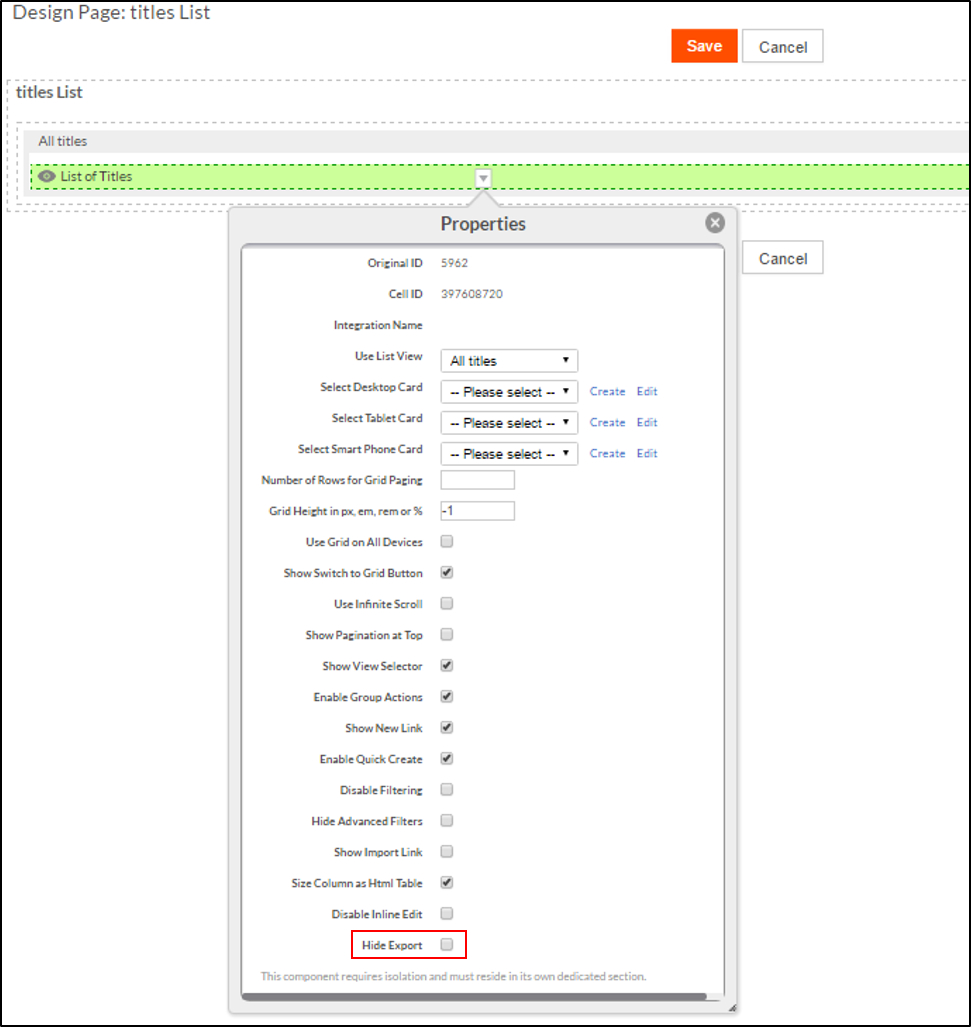 Design Page: titles List
Save Cancel
titles List
All titles
List of Titles
Properties
Cancel
Original ID 5962
Cell ID 397608720
Integration Name
Use List View All titles
Select Desktop Card -- Please select -- Create Edit
Select Tablet Card -- Please select -- Create Edit
Select Smart Phone Card -- Please select -- Create Edit
Number of Rows for Grid Paging
Grid Height in px, em, rem or % -1
Use Grid on All Devices
Show Switch to Grid Button
Use Infinite Scroll
Show Pagination at Top
Show View Selector
Enable Group Actions
Show New Link
Enable Quick Create
Disable Filtering
Hide Advanced Filters
Show Import Link
Size Column as Html Table
Disable Inline Edit
Hide Export
This component requires isolation and must reside in its own dedicated section.